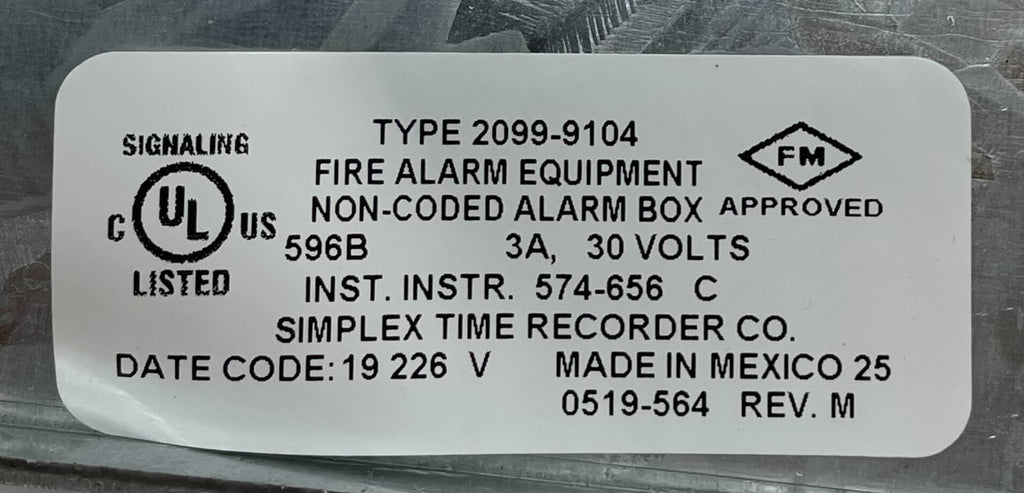 TYPE 2099-9104
SIGNALING
FIRE ALARM EQUIPMENT
FM
NON-CODED ALARM BOX
APPROVED
C UL US
596B 3A, 30 VOLTS
LISTED
INST. INSTR. 574-656 C
SIMPLEX TIME RECORDER CO.
DATE CODE: 19 226 V MADE IN MEXICO 25
0519-564 REV. M